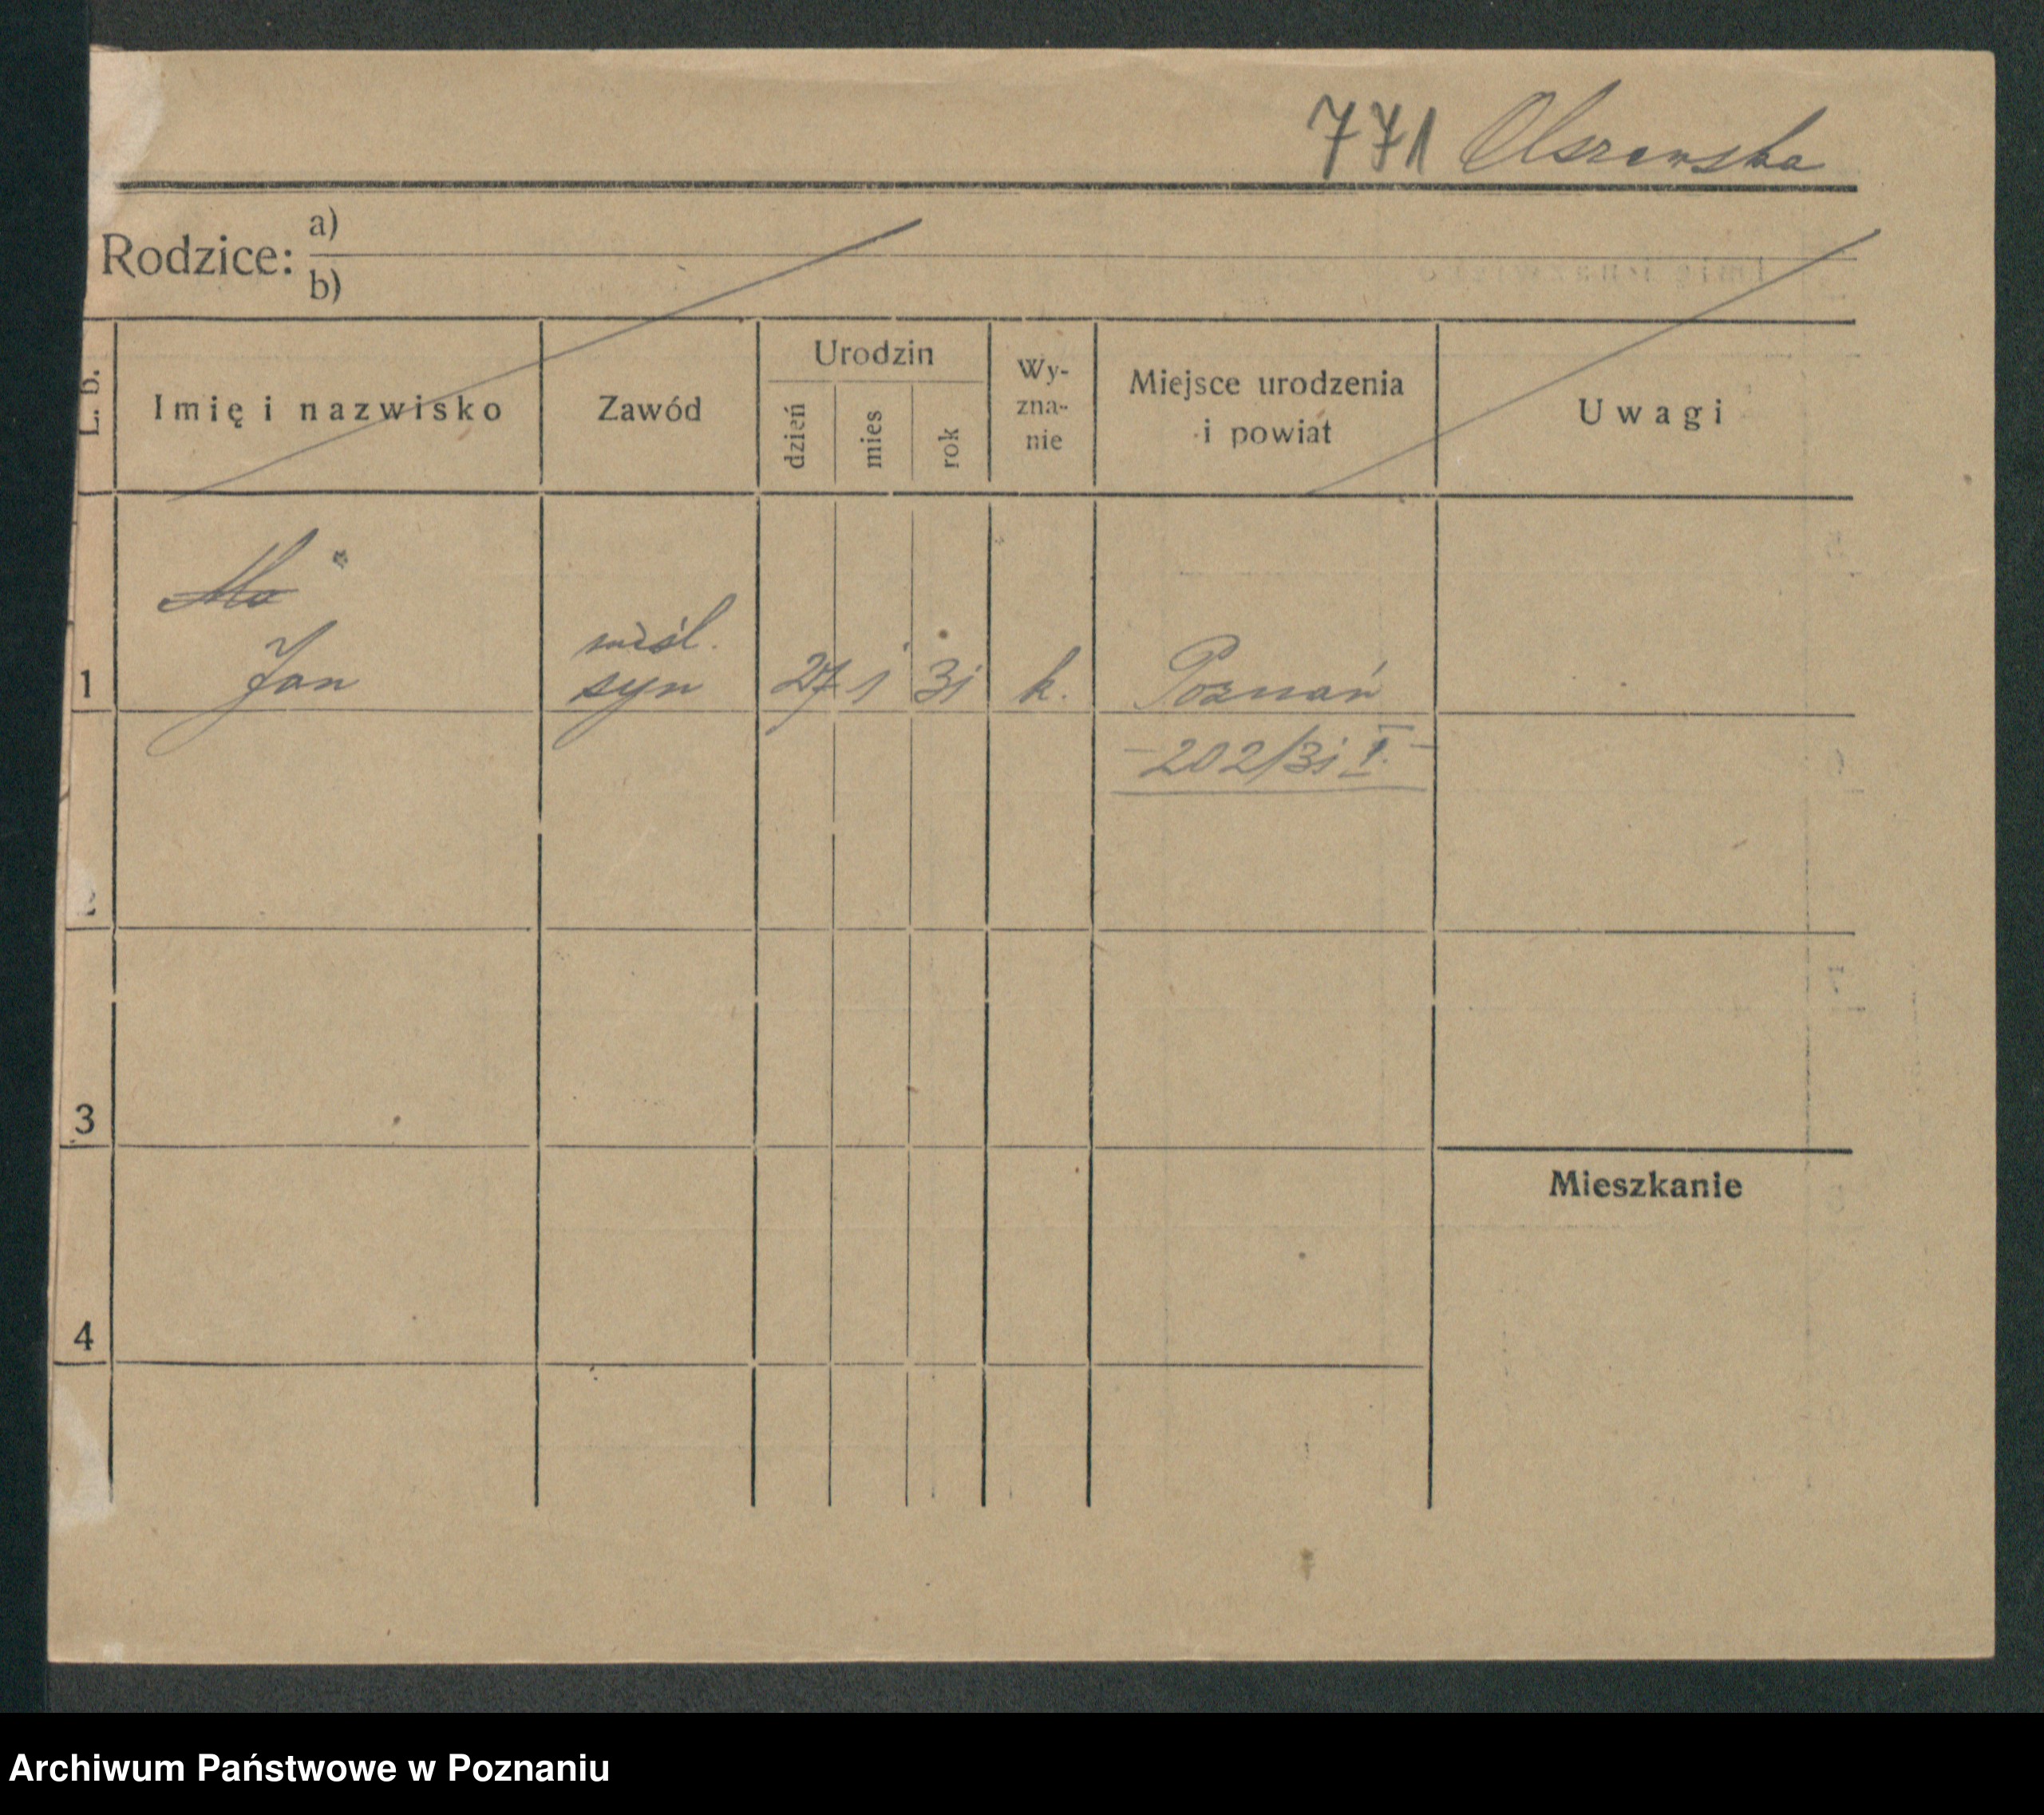 771 Olszewska
Rodzice: a)
b)
L. b.
Imię i nazwisko
Zawód
Urodzin
dzień
mies
rok
Wy-
zna-
nie
Miejsce urodzenia
i powiat
Uwagi
1
Jan
syn
27 1 31
k.
Poznań
202/31 I.
3
4
Mieszkanie
Archiwum Państwowe w Poznaniu